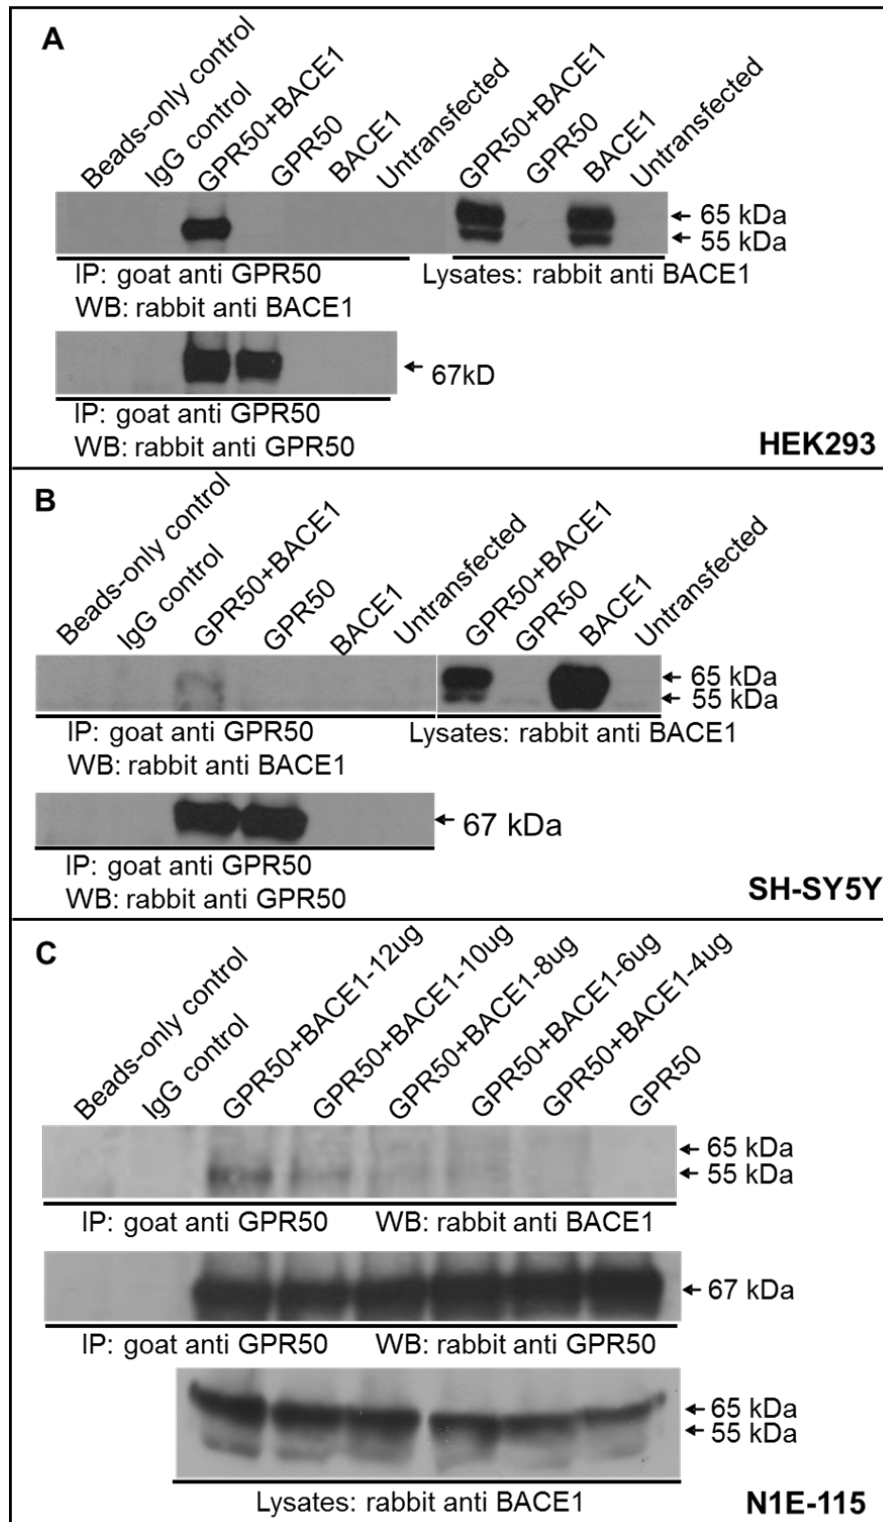 A
Beads-only control
IgG control
GPR50+BACE1
GPR50
BACE1
Untransfected
GPR50+BACE1
GPR50
BACE1
Untransfected
65 kDa
55 kDa
IP: goat anti GPR50
WB: rabbit anti BACE1
Lysates: rabbit anti BACE1
67kD
IP: goat anti GPR50
WB: rabbit anti GPR50
HEK293
B
Beads-only control
IgG control
GPR50+BACE1
GPR50
BACE1
Untransfected
GPR50+BACE1
GPR50
BACE1
Untransfected
65 kDa
55 kDa
IP: goat anti GPR50
WB: rabbit anti BACE1
Lysates: rabbit anti BACE1
67 kDa
IP: goat anti GPR50
WB: rabbit anti GPR50
SH-SY5Y
C
Beads-only control
IgG control
GPR50+BACE1-12ug
GPR50+BACE1-10ug
GPR50+BACE1-8ug
GPR50+BACE1-6ug
GPR50+BACE1-4ug
GPR50
65 kDa
55 kDa
IP: goat anti GPR50 WB: rabbit anti BACE1
67 kDa
IP: goat anti GPR50 WB: rabbit anti GPR50
65 kDa
55 kDa
Lysates: rabbit anti BACE1
N1E-115